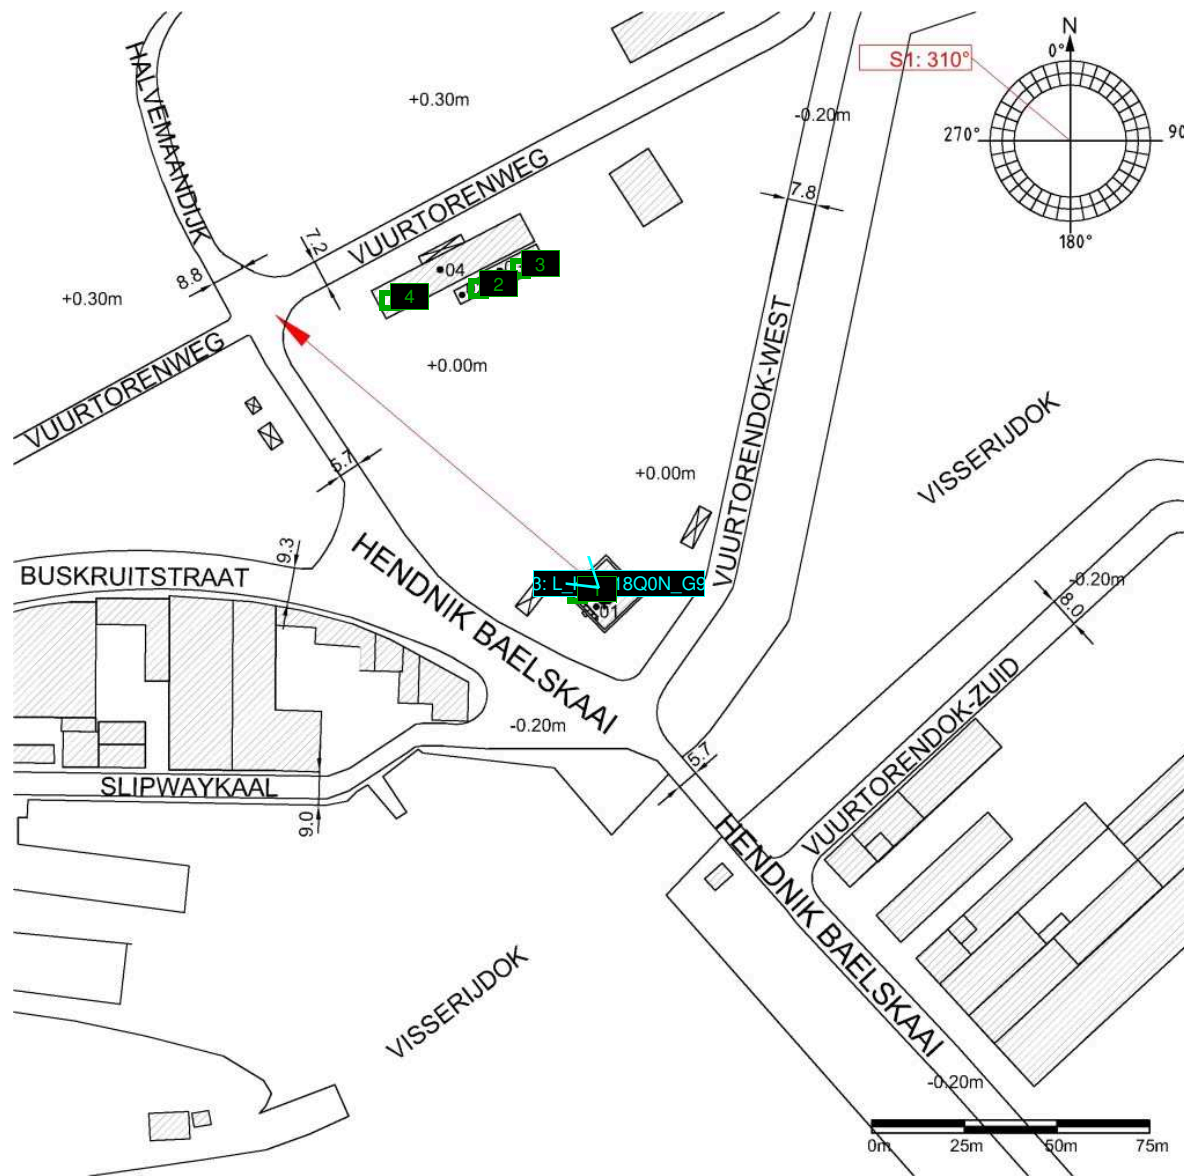 N
0°
S1: 310°
270°
90
180°
HALVEMAANDIJK
+0.30m
-0.20m
7.8
VUURTORENWEG
7.2
8.8
04
3
2
4
+0.30m
+0.00m
VUURTORENWEG
VUURTORENDOK-WEST
VISSERIJDOK
5.7
+0.00m
HENDNIK BAELSKAAI
9.3
BUSKRUITSTRAAT
1
01
-0.20m
8.0
VUURTORENDOK-ZUID
-0.20m
5.7
SLIPWAYKAAL
9.0
HENDNIK BAELSKAAI
VISSERIJDOK
-0.20m
0m 25m 50m 75m